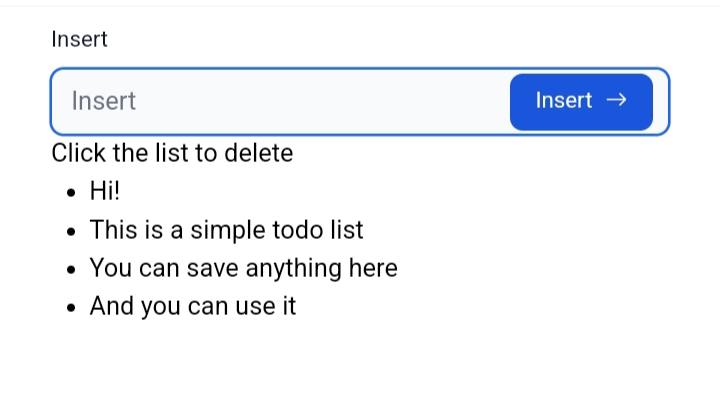 Insert
Insert
Insert →
Click the list to delete
• Hi!
• This is a simple todo list
• You can save anything here
• And you can use it